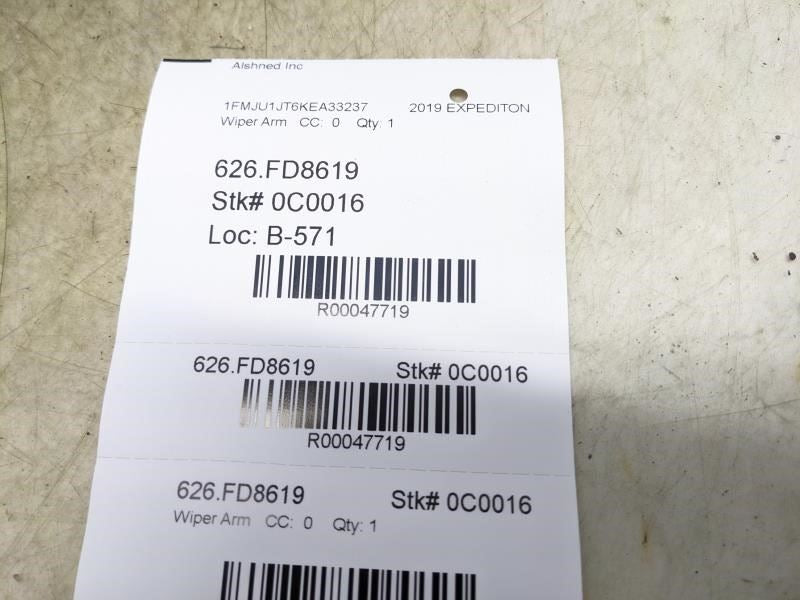 Alshned Inc
1FMJU1JT6KEA33237 2019 EXPEDITON
Wiper Arm CC: 0 Qty: 1
626.FD8619
Stk# 0C0016
Loc: B-571
R00047719
626.FD8619 Stk# 0C0016
R00047719
626.FD8619 Stk# 0C0016
Wiper Arm CC: 0 Qty: 1